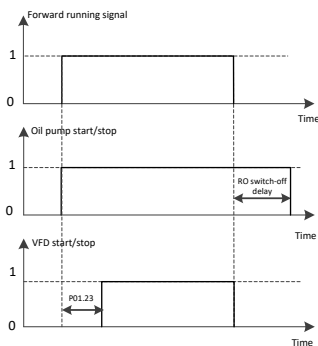 Forward running signal
1
0
Time
Oil pump start/stop
1
RO switch-off
delay
0
Time
VFD start/stop
1
P01.23
0
Time